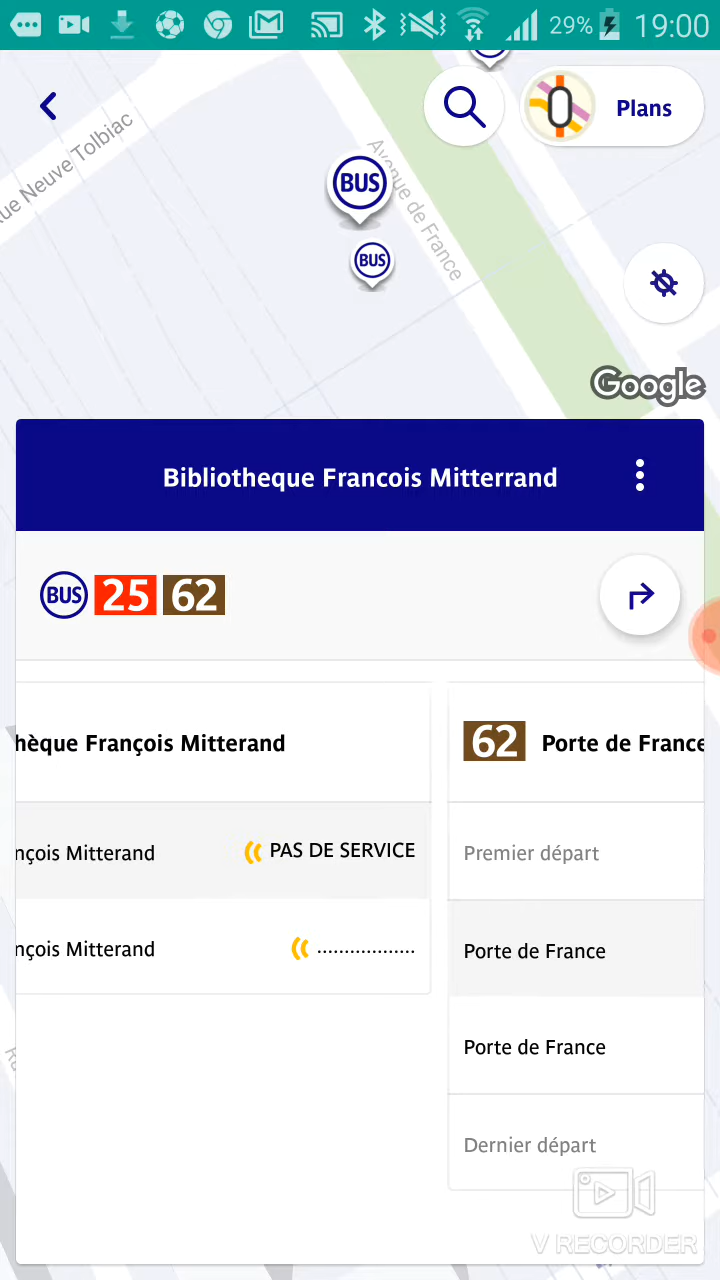 29% 19:00
ue Neuve Tolbiac
Avenue de France
BUS
BUS
Plans
Google
Bibliotheque Francois Mitterrand
BUS 25 62
hèque François Mitterand
nçois Mitterand PAS DE SERVICE
nçois Mitterand ..................
62 Porte de France
Premier départ
Porte de France
Porte de France
Dernier départ
V RECORDER